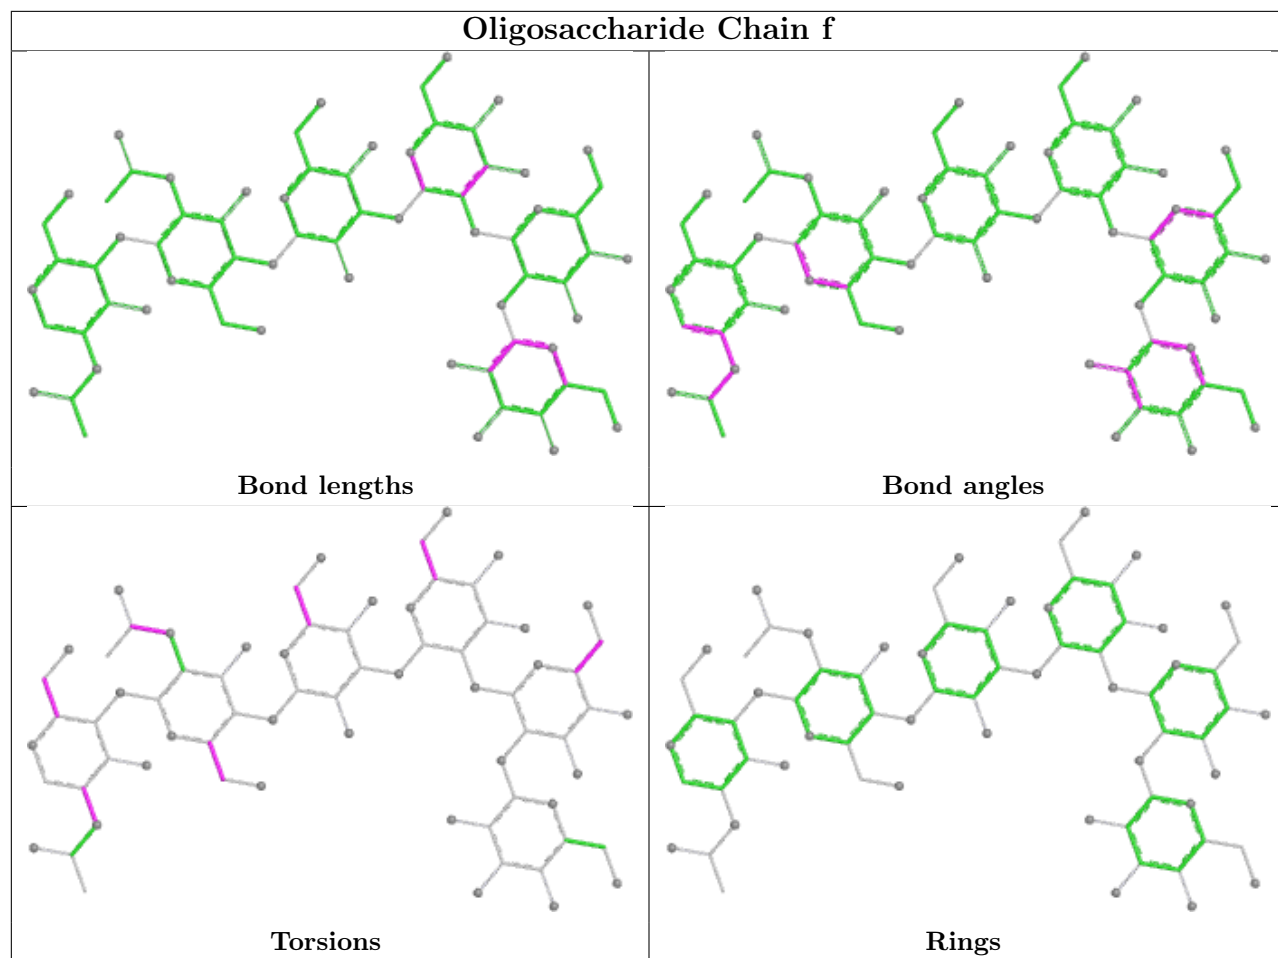 Oligosaccharide Chain f
Bond lengths
Bond angles
Torsions
Rings